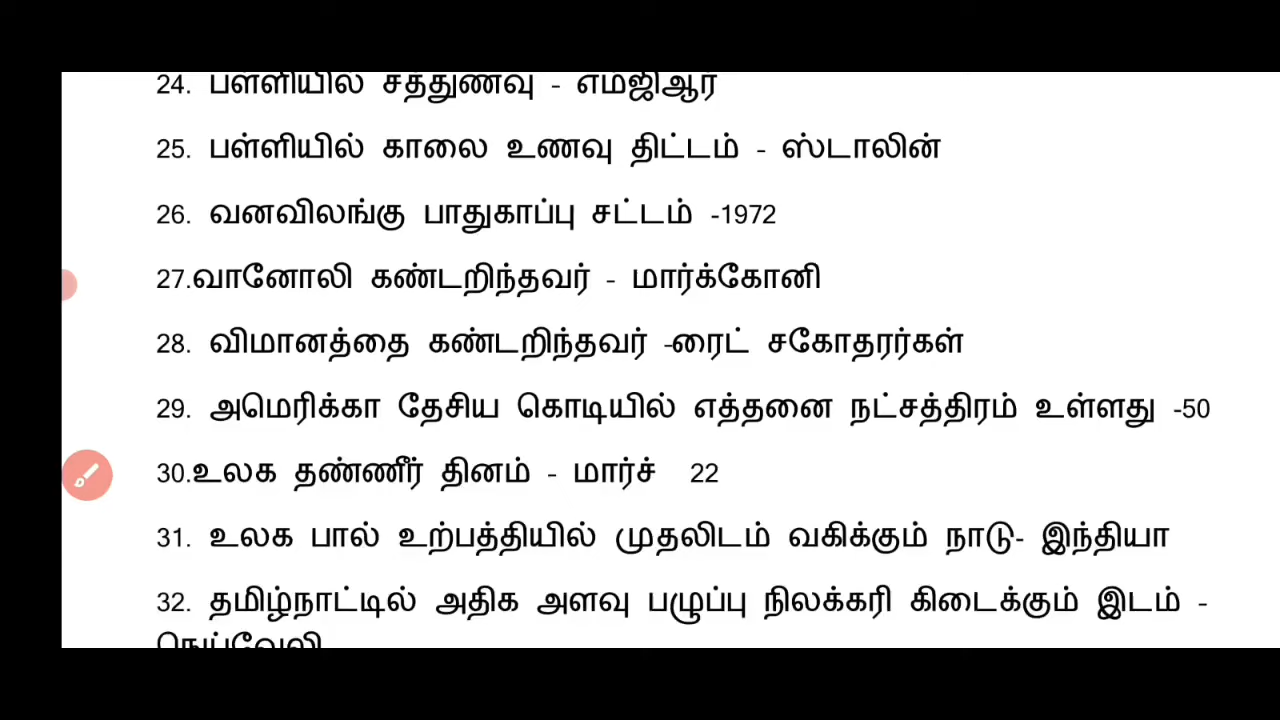 24. பள்ளியில் சத்துணவு - எம்ஜிஆர்
25. பள்ளியில் காலை உணவு திட்டம் - ஸ்டாலின்
26. வனவிலங்கு பாதுகாப்பு சட்டம் -1972
27.வானோலி கண்டறிந்தவர் - மார்க்கோனி
28. விமானத்தை கண்டறிந்தவர் -ரைட் சகோதரர்கள்
29. அமெரிக்கா தேசிய கொடியில் எத்தனை நட்சத்திரம் உள்ளது -50
30.உலக தண்ணீர் தினம் - மார்ச் 22
31. உலக பால் உற்பத்தியில் முதலிடம் வகிக்கும் நாடு- இந்தியா
32. தமிழ்நாட்டில் அதிக அளவு பழுப்பு நிலக்கரி கிடைக்கும் இடம் -
நெய்வேலி